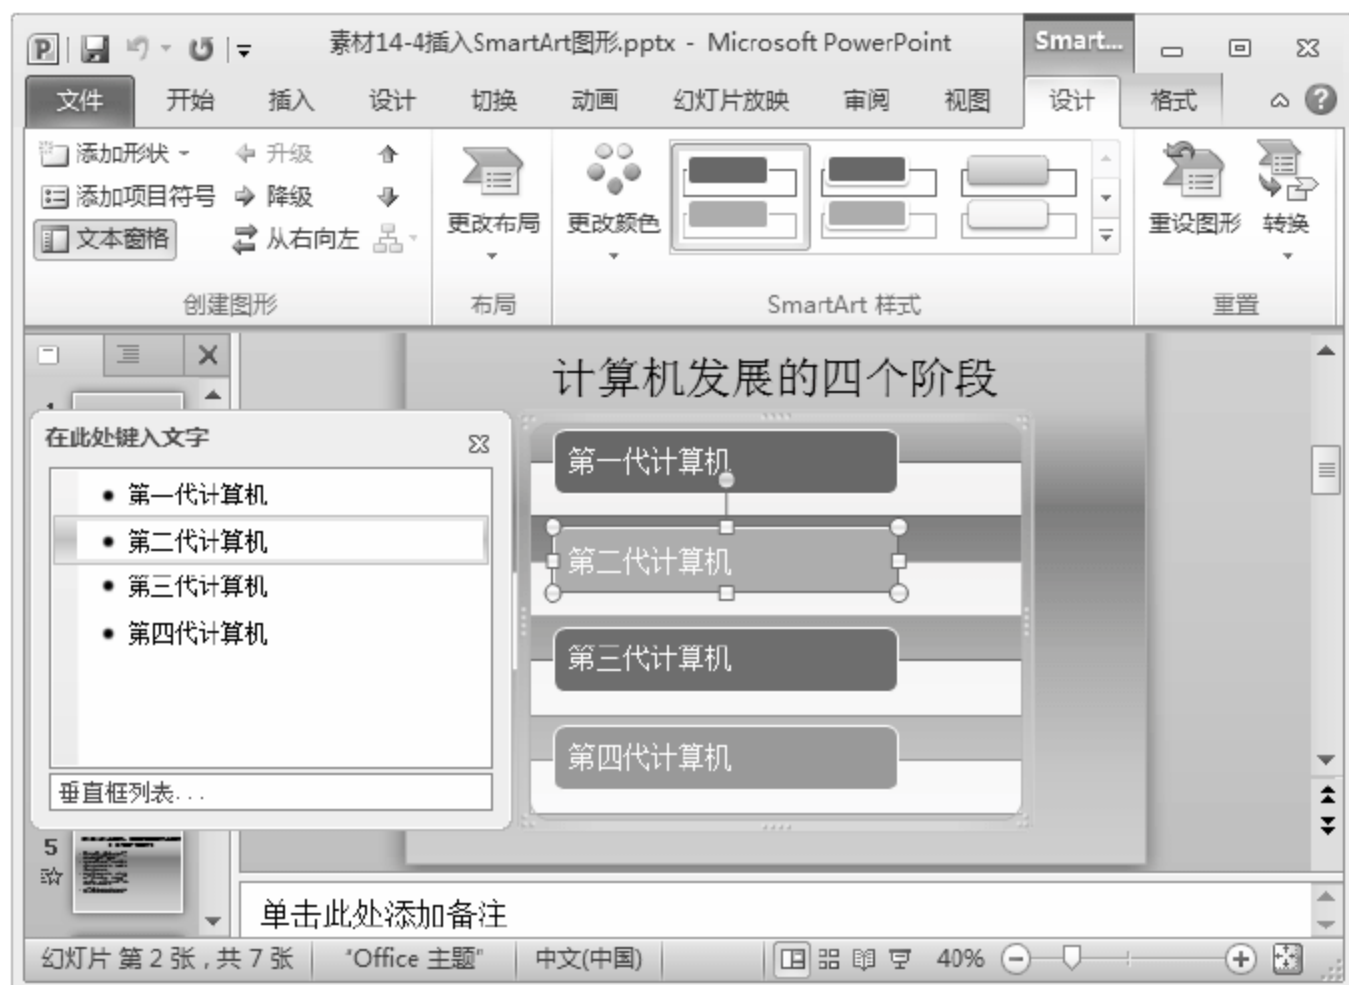 素材14-4插入SmartArt图形.pptx - Microsoft PowerPoint
Smart...
文件 开始 插入 设计 切换 动画 幻灯片放映 审阅 视图 设计 格式
添加形状 升级
添加项目符号 降级
文本窗格 从右向左
更改布局 更改颜色 重设图形 转换
创建图形 布局 SmartArt 样式 重置
计算机发展的四个阶段
在此处键入文字
• 第一代计算机
• 第二代计算机
• 第三代计算机
• 第四代计算机
垂直框列表...
第一代计算机
第二代计算机
第三代计算机
第四代计算机
5
单击此处添加备注
幻灯片 第 2 张，共 7 张 "Office 主题" 中文(中国) 40%